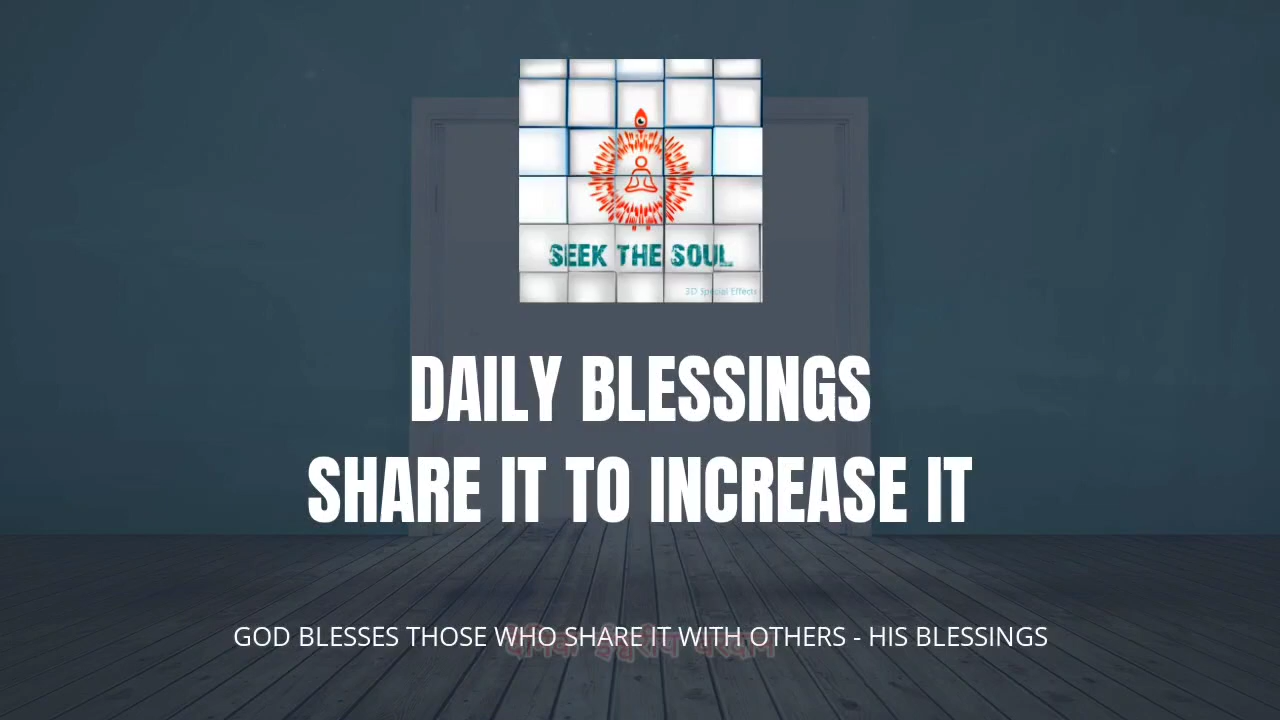 SEEK THE SOUL
3D Special Effects
DAILY BLESSINGS
SHARE IT TO INCREASE IT
GOD BLESSES THOSE WHO SHARE IT WITH OTHERS - HIS BLESSINGS